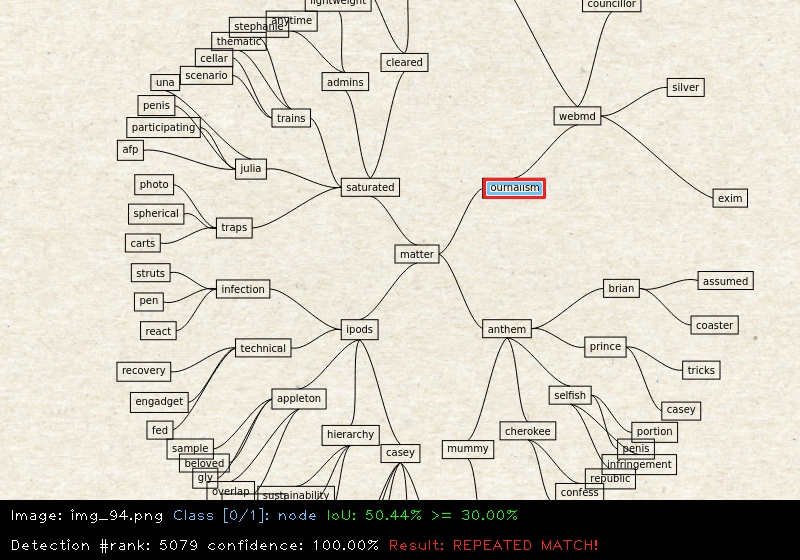 lightweight
councillor
anytime
stephanie
thematic
cellar
cleared
scenario
una
admins
silver
penis
webmd
trains
participating
afp
julia
photo
saturated
ournalism
exim
spherical
traps
carts
matter
struts
assumed
infection
brian
pen
react
ipods
anthem
coaster
technical
prince
recovery
tricks
engadget
appleton
selfish
casey
fed
hierarchy
cherokee
portion
sample
mummy
penis
casey
beloved
infringement
gly
republic
overlap
sustainability
confess
Image: img_94.png Class [0/1]: node IoU: 50.44% >= 30.00%
Detection #rank: 5079 confidence: 100.00% Result: REPEATED MATCH!